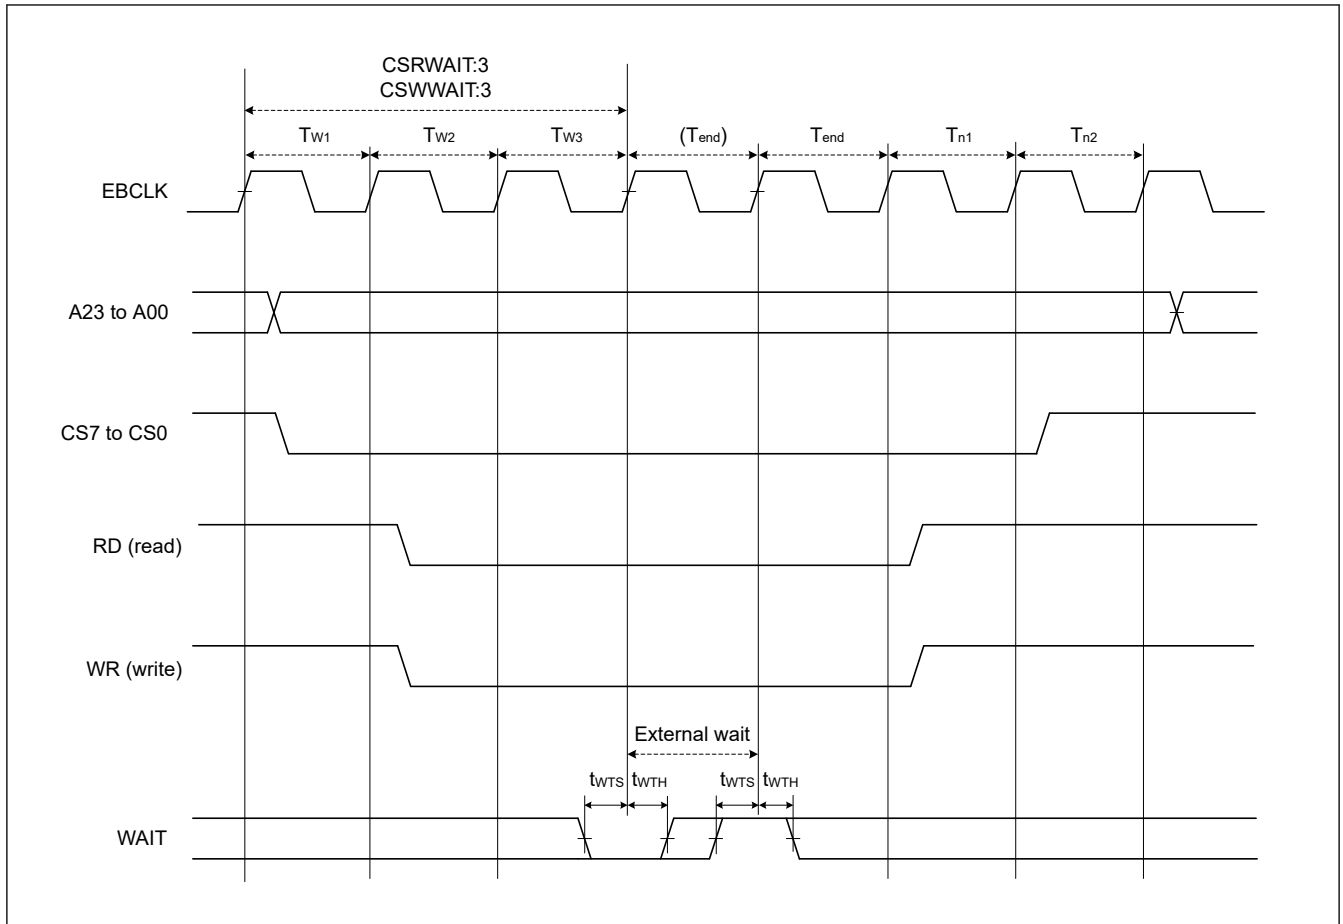 CSRWAIT:3
CSWWAIT:3
TW1 TW2 TW3 (Tend) Tend Tn1 Tn2
EBCLK
A23 to A00
CS7 to CS0
RD (read)
WR (write)
External wait
tWTS tWTH tWTS tWTH
WAIT